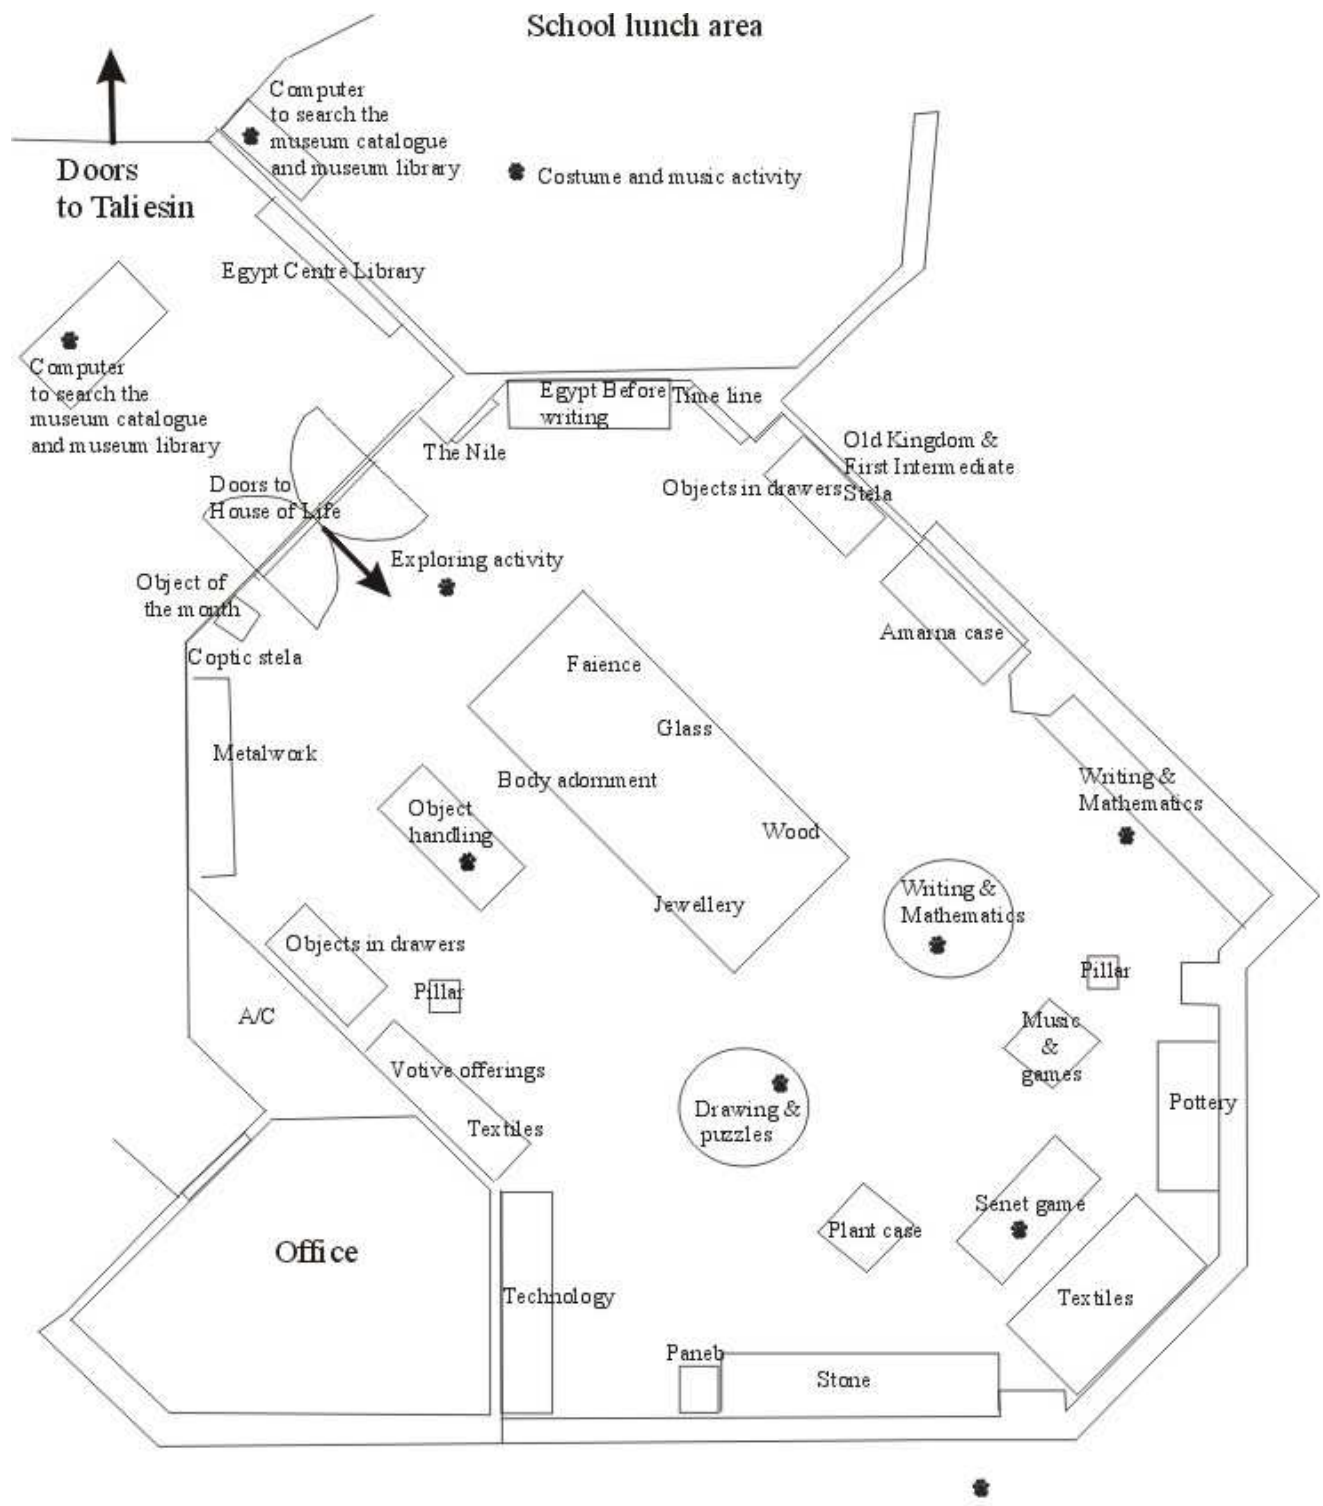 School lunch area
Computer
to search the
museum catalogue
and museum library
Costume and music activity
Doors
to Taliesin
Egypt Centre Library
Computer
to search the
museum catalogue
and museum library
Egypt Before
writing
Time line
The Nile
Old Kingdom &
First Intermediate
Stela
Objects in drawers
Doors to
House of Life
Exploring activity
Object of
the month
Coptic stela
Amarna case
Faience
Glass
Metalwork
Body adornment
Writing &
Mathematics
Object
handling
Wood
Writing &
Mathematics
Jewellery
Objects in drawers
Pillar
Pillar
A/C
Music
&
games
Votive offerings
Textiles
Drawing &
puzzles
Pottery
Senet game
Plant case
Office
Technology
Textiles
Paneb
Stone